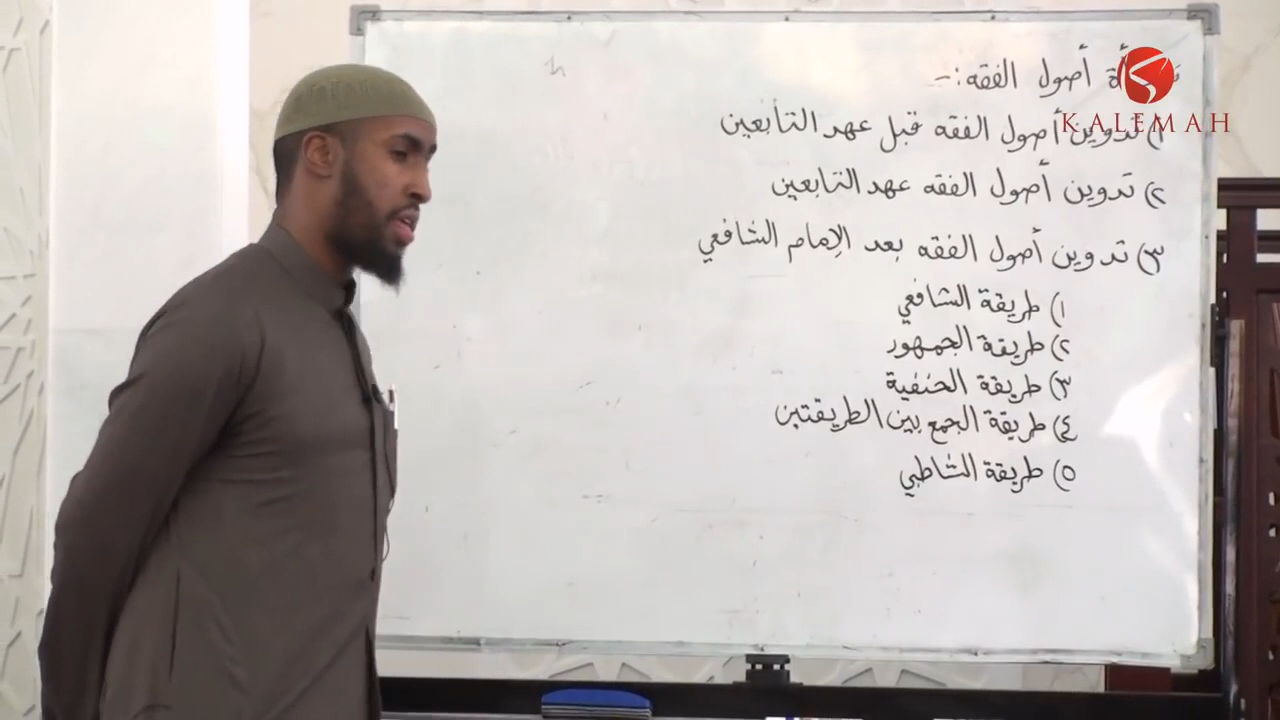 أصول الفقه :-
١) تدوين أصول الفقه قبل عهد التابعين
٢) تدوين أصول الفقه عهد التابعين
٣) تدوين أصول الفقه بعد الإمام الشافعي
١) طريقة الشافعي
٢) طريقة الجمهور
٣) طريقة الحنفية
٤) طريقة الجمع بين الطريقتين
٥) طريقة الشاطبي
KALEMAH